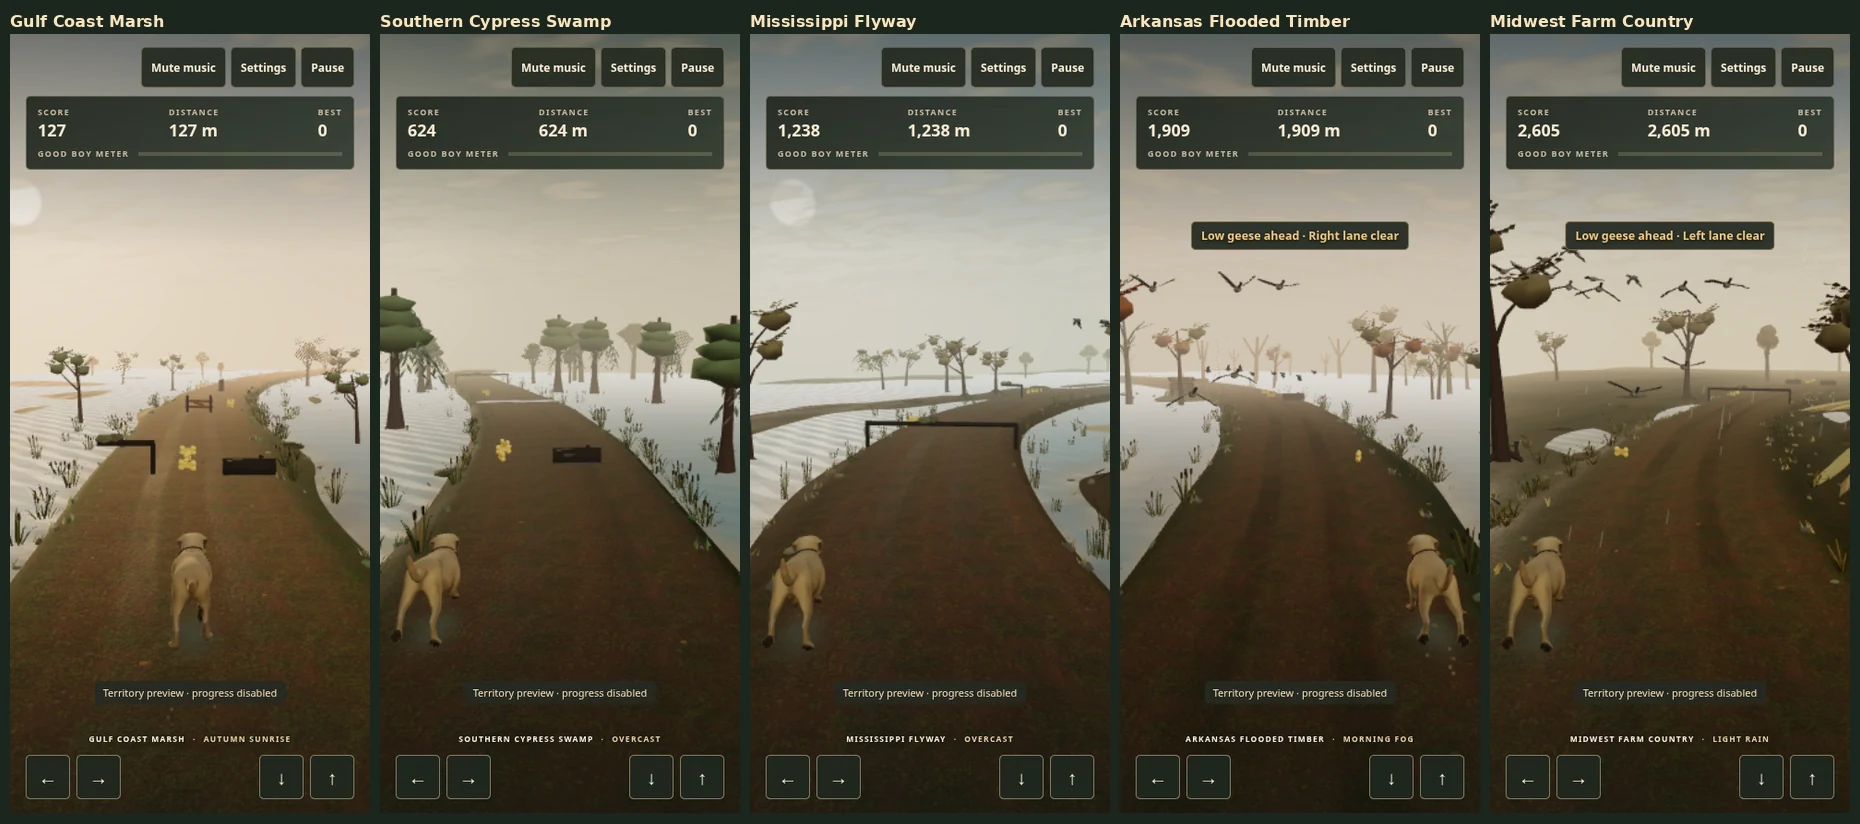 Gulf Coast Marsh
Mute music Settings Pause
SCORE DISTANCE BEST
127 127 m 0
GOOD BOY METER
Territory preview · progress disabled
GULF COAST MARSH · AUTUMN SUNRISE
← → ↓ ↑
Southern Cypress Swamp
Mute music Settings Pause
SCORE DISTANCE BEST
624 624 m 0
GOOD BOY METER
Territory preview · progress disabled
SOUTHERN CYPRESS SWAMP · OVERCAST
← → ↓ ↑
Mississippi Flyway
Mute music Settings Pause
SCORE DISTANCE BEST
1,238 1,238 m 0
GOOD BOY METER
Territory preview · progress disabled
MISSISSIPPI FLYWAY · OVERCAST
← → ↓ ↑
Arkansas Flooded Timber
Mute music Settings Pause
SCORE DISTANCE BEST
1,909 1,909 m 0
GOOD BOY METER
Low geese ahead · Right lane clear
Territory preview · progress disabled
ARKANSAS FLOODED TIMBER · MORNING FOG
← → ↓ ↑
Midwest Farm Country
Mute music Settings Pause
SCORE DISTANCE BEST
2,605 2,605 m 0
GOOD BOY METER
Low geese ahead · Left lane clear
Territory preview · progress disabled
MIDWEST FARM COUNTRY · LIGHT RAIN
← → ↓ ↑